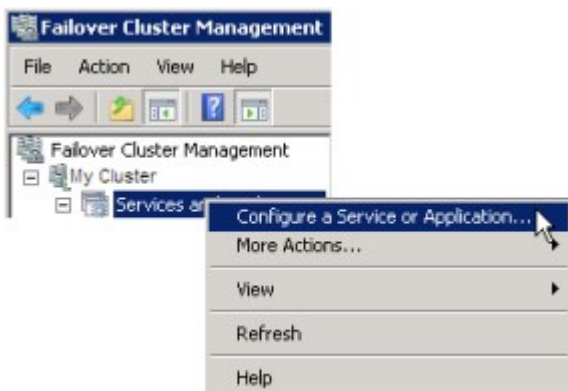 Failover Cluster Management
File Action View Help
Failover Cluster Management
My Cluster
Services
Configure a Service or Application...
More Actions...
View
Refresh
Help